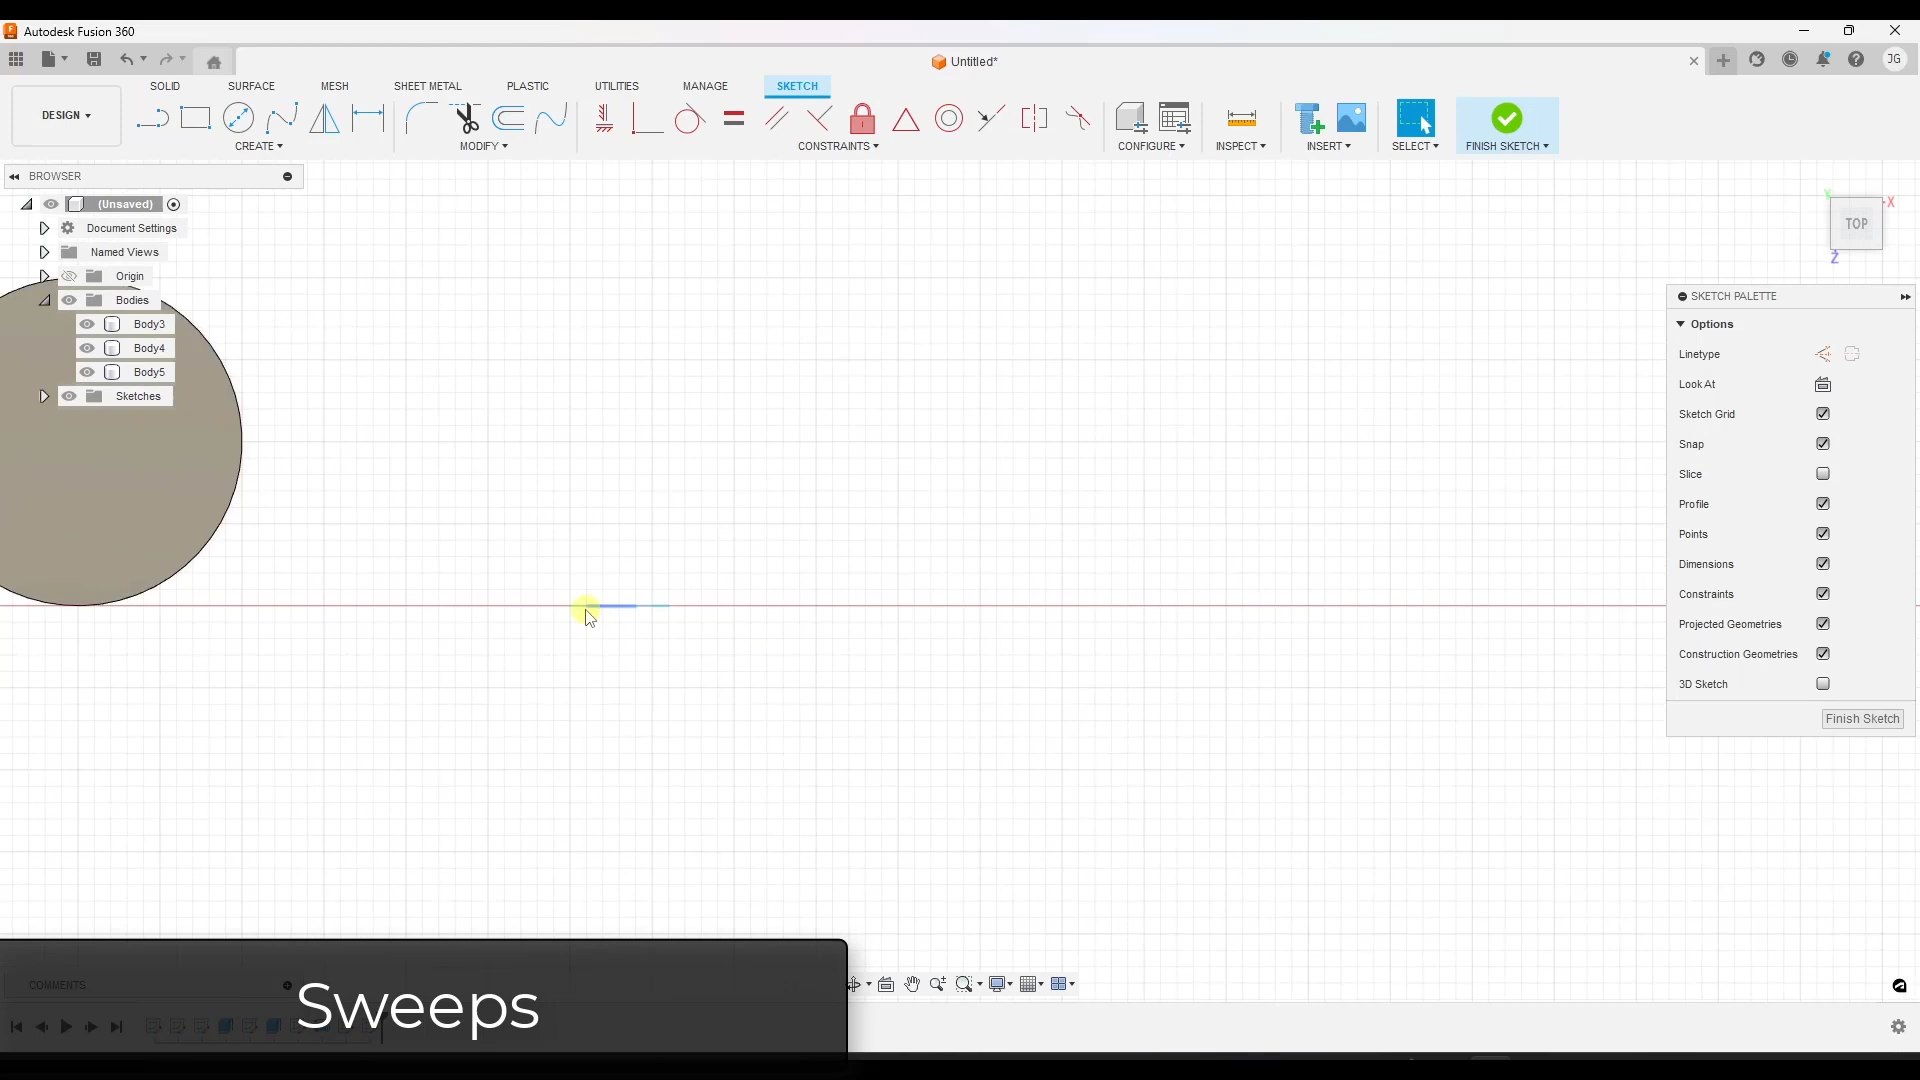 Autodesk Fusion 360
Untitled*
JG
DESIGN
SOLID
SURFACE
MESH
SHEET METAL
PLASTIC
UTILITIES
MANAGE
SKETCH
CREATE
MODIFY
CONSTRAINTS
CONFIGURE
INSPECT
INSERT
SELECT
FINISH SKETCH
BROWSER
(Unsaved)
Document Settings
Named Views
Origin
Bodies
Body3
Body4
Body5
Sketches
Y
X
TOP
Z
SKETCH PALETTE
Options
Linetype
Look At
Sketch Grid
Snap
Slice
Profile
Points
Dimensions
Constraints
Projected Geometries
Construction Geometries
3D Sketch
Finish Sketch
COMMENTS
Sweeps